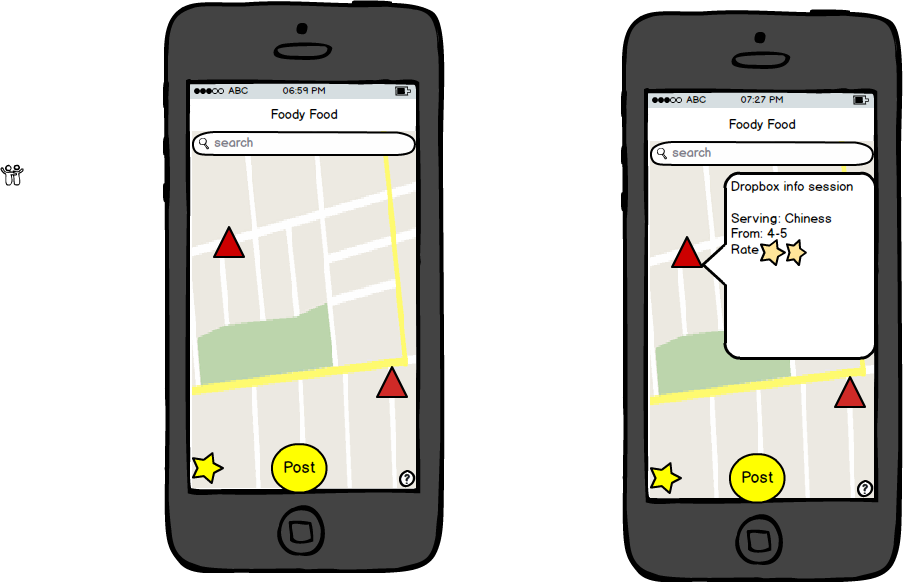 ABC 06:59 PM
Foody Food
search
Post
?
ABC 07:27 PM
Foody Food
search
Dropbox info session
Serving: Chiness
From: 4-5
Rate
Post
?